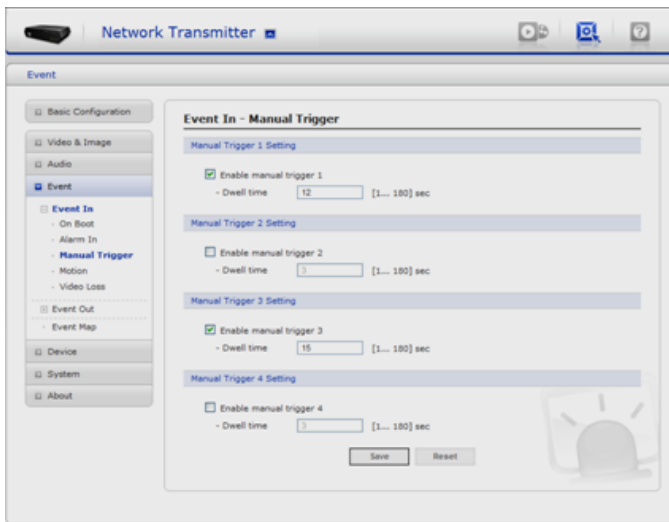 Network Transmitter
Event
Basic Configuration
Video & Image
Audio
Event
Event In
On Boot
Alarm In
Manual Trigger
Motion
Video Loss
Event Out
Event Map
Device
System
About
Event In - Manual Trigger
Manual Trigger 1 Setting
Enable manual trigger 1
- Dwell time 12 [1... 180] sec
Manual Trigger 2 Setting
Enable manual trigger 2
- Dwell time 3 [1... 180] sec
Manual Trigger 3 Setting
Enable manual trigger 3
- Dwell time 15 [1... 180] sec
Manual Trigger 4 Setting
Enable manual trigger 4
- Dwell time 3 [1... 180] sec
Save Reset